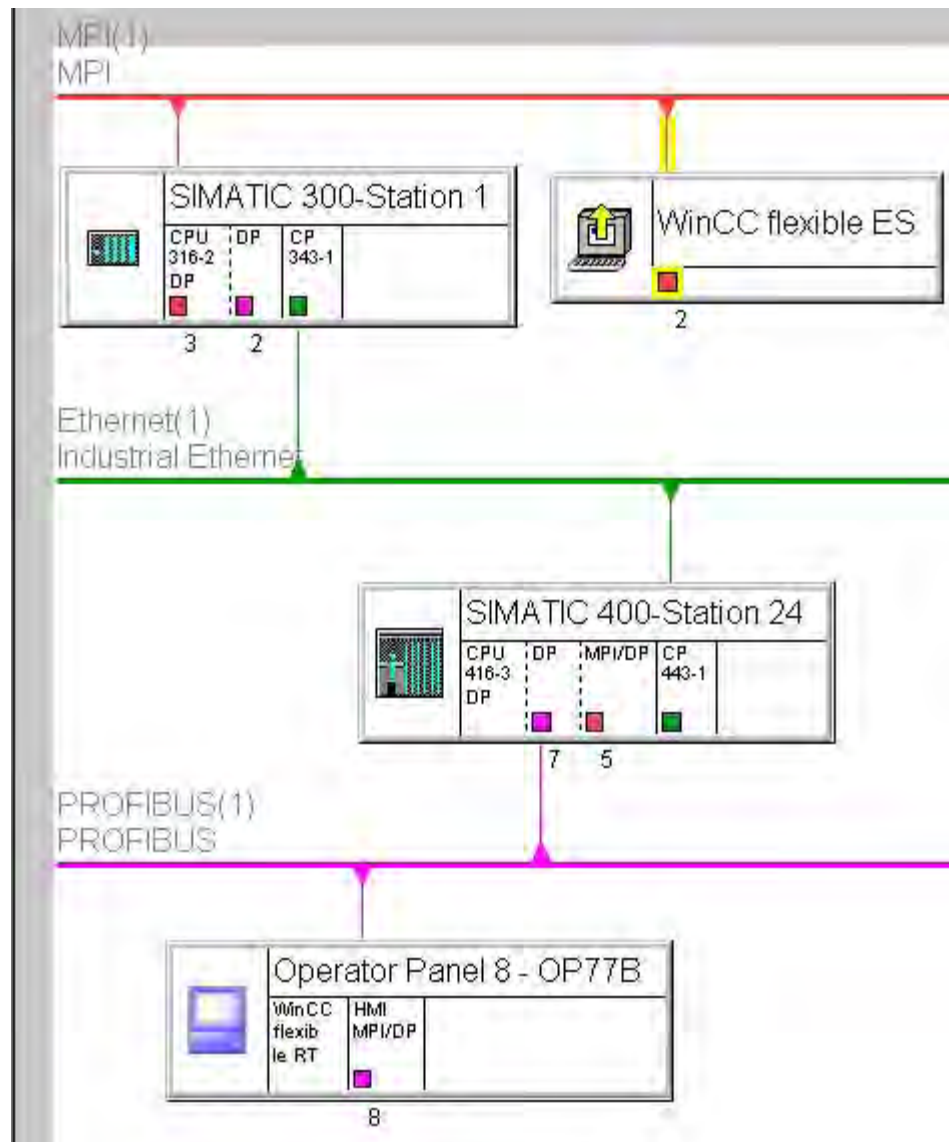 MPI(1)
MPI
SIMATIC 300-Station 1
CPU
316-2
DP
DP
CP
343-1
3
2
WinCC flexible ES
2
Ethernet(1)
Industrial Ethernet
SIMATIC 400-Station 24
CPU
416-3
DP
DP
MPI/DP
CP
443-1
7
5
PROFIBUS(1)
PROFIBUS
Operator Panel 8 - OP77B
WinCC
flexib
le RT
HMI
MPI/DP
8